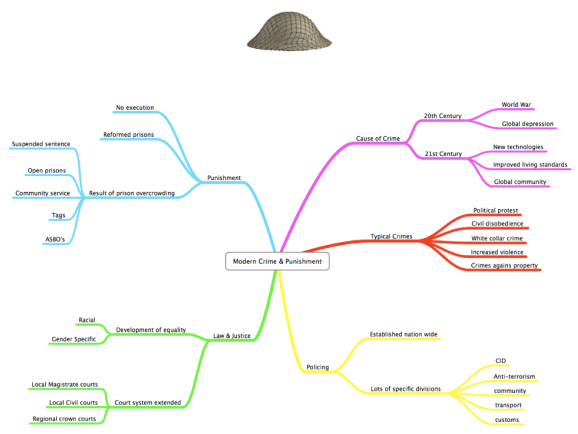 Modern Crime & Punishment
Cause of Crime
20th Century
World War
Global depression
21st Century
New technologies
Improved living standards
Global community
Typical Crimes
Political protest
Civil disobedience
White collar crime
Increased violence
Crimes agains property
Policing
Established nation wide
Lots of specific divisions
CID
Anti-terrorism
community
transport
customs
Law & Justice
Development of equality
Racial
Gender Specific
Court system extended
Local Magistrate courts
Local Civil courts
Regional crown courts
Punishment
No execution
Reformed prisons
Result of prison overcrowding
Suspended sentence
Open prisons
Community service
Tags
ASBO's